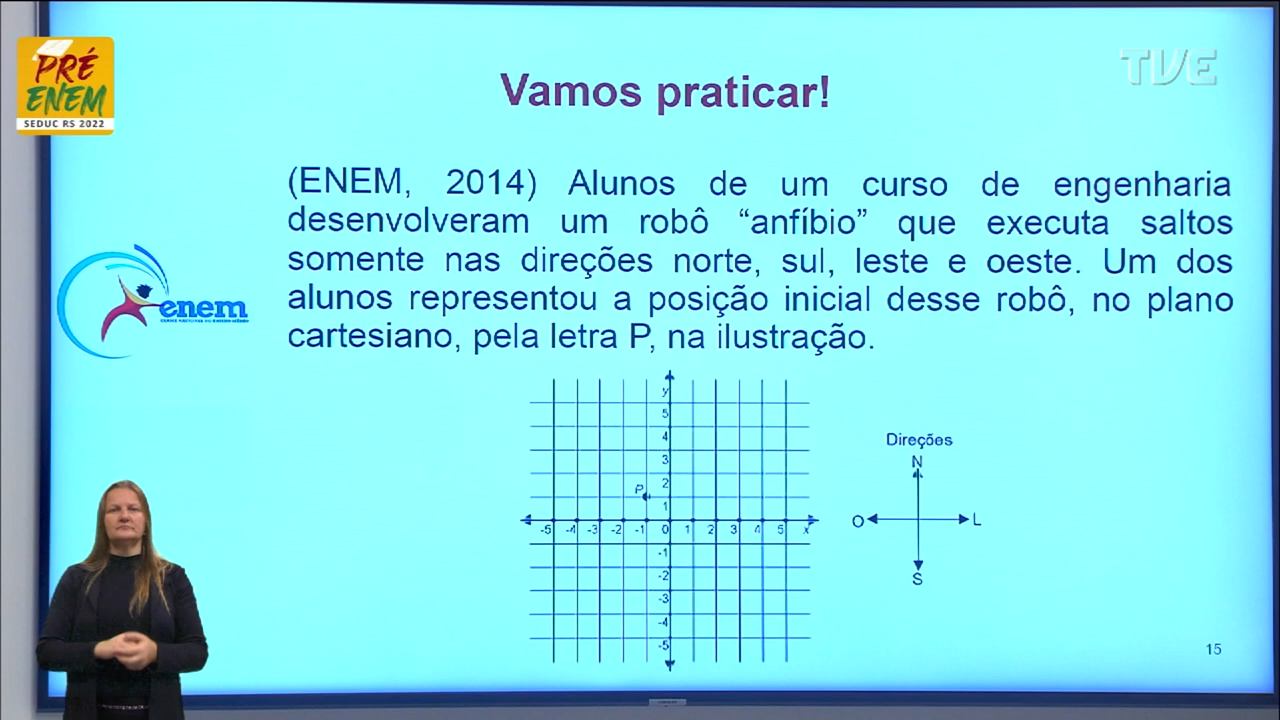 PRÉ
ENEM
SEDUC RS 2022
TVE
Vamos praticar!
(ENEM, 2014) Alunos de um curso de engenharia
desenvolveram um robô “anfíbio” que executa saltos
somente nas direções norte, sul, leste e oeste. Um dos
alunos representou a posição inicial desse robô, no plano
cartesiano, pela letra P, na ilustração.
enem
y
5
4
3
2
1
P
-5 -4 -3 -2 -1 0 1 2 3 4 5 x
-1
-2
-3
-4
-5
Direções
N
O L
S
15